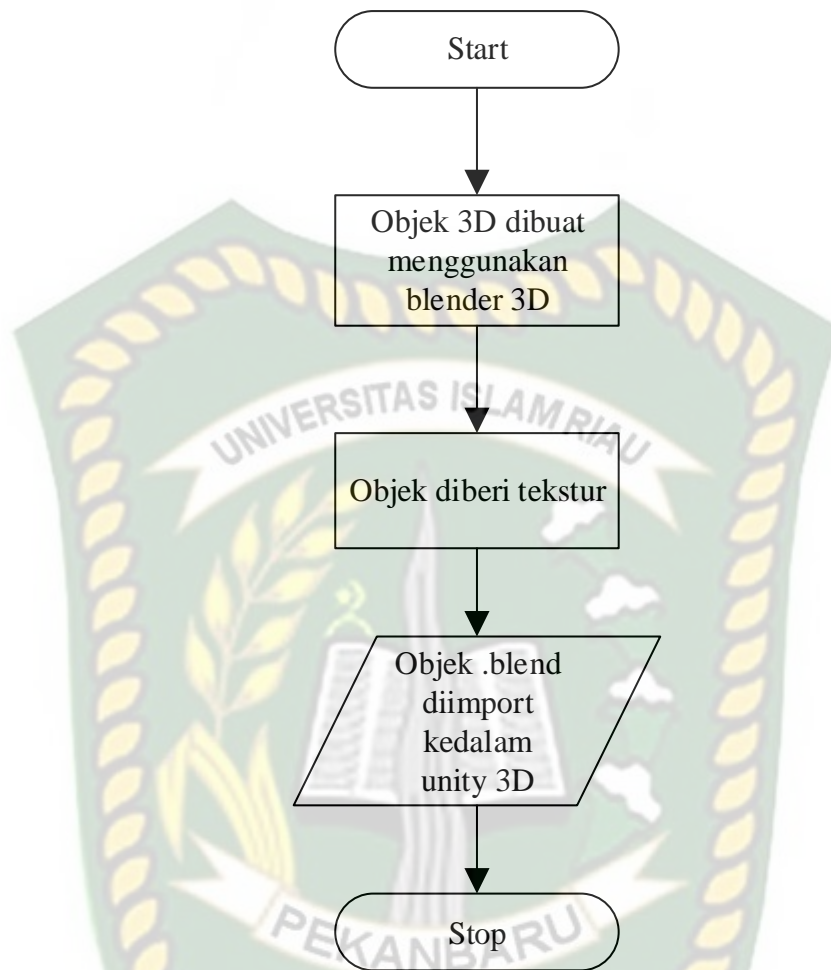 Start
Objek 3D dibuat
menggunakan
blender 3D
UNIVERSITAS ISLAM RIAU
Objek diberi tekstur
Objek .blend
diimport
kedalam
unity 3D
Stop
PEKANBARU